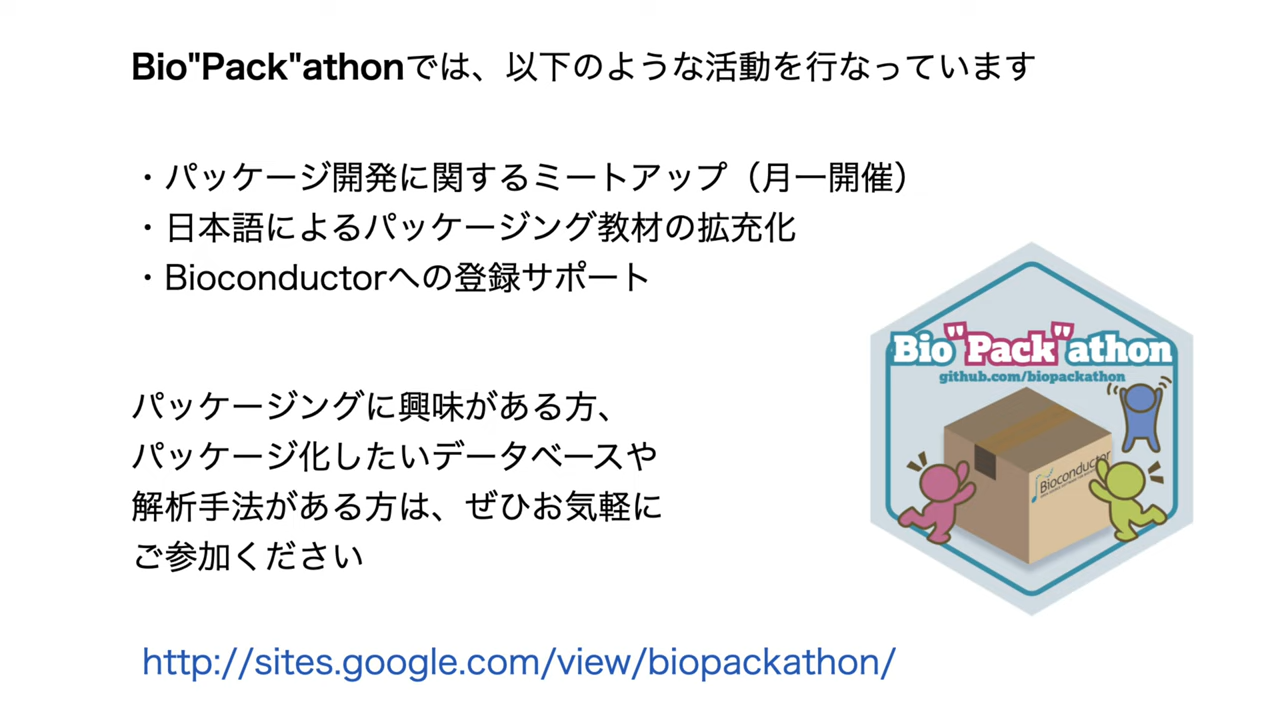 Bio"Pack"athonでは、以下のような活動を行なっています
・パッケージ開発に関するミートアップ（月一開催）
・日本語によるパッケージング教材の拡充化
・Bioconductorへの登録サポート
パッケージングに興味がある方、
パッケージ化したいデータベースや
解析手法がある方は、ぜひお気軽に
ご参加ください
http://sites.google.com/view/biopackathon/
Bio"Pack"athon
github.com/biopackathon
Bioconductor